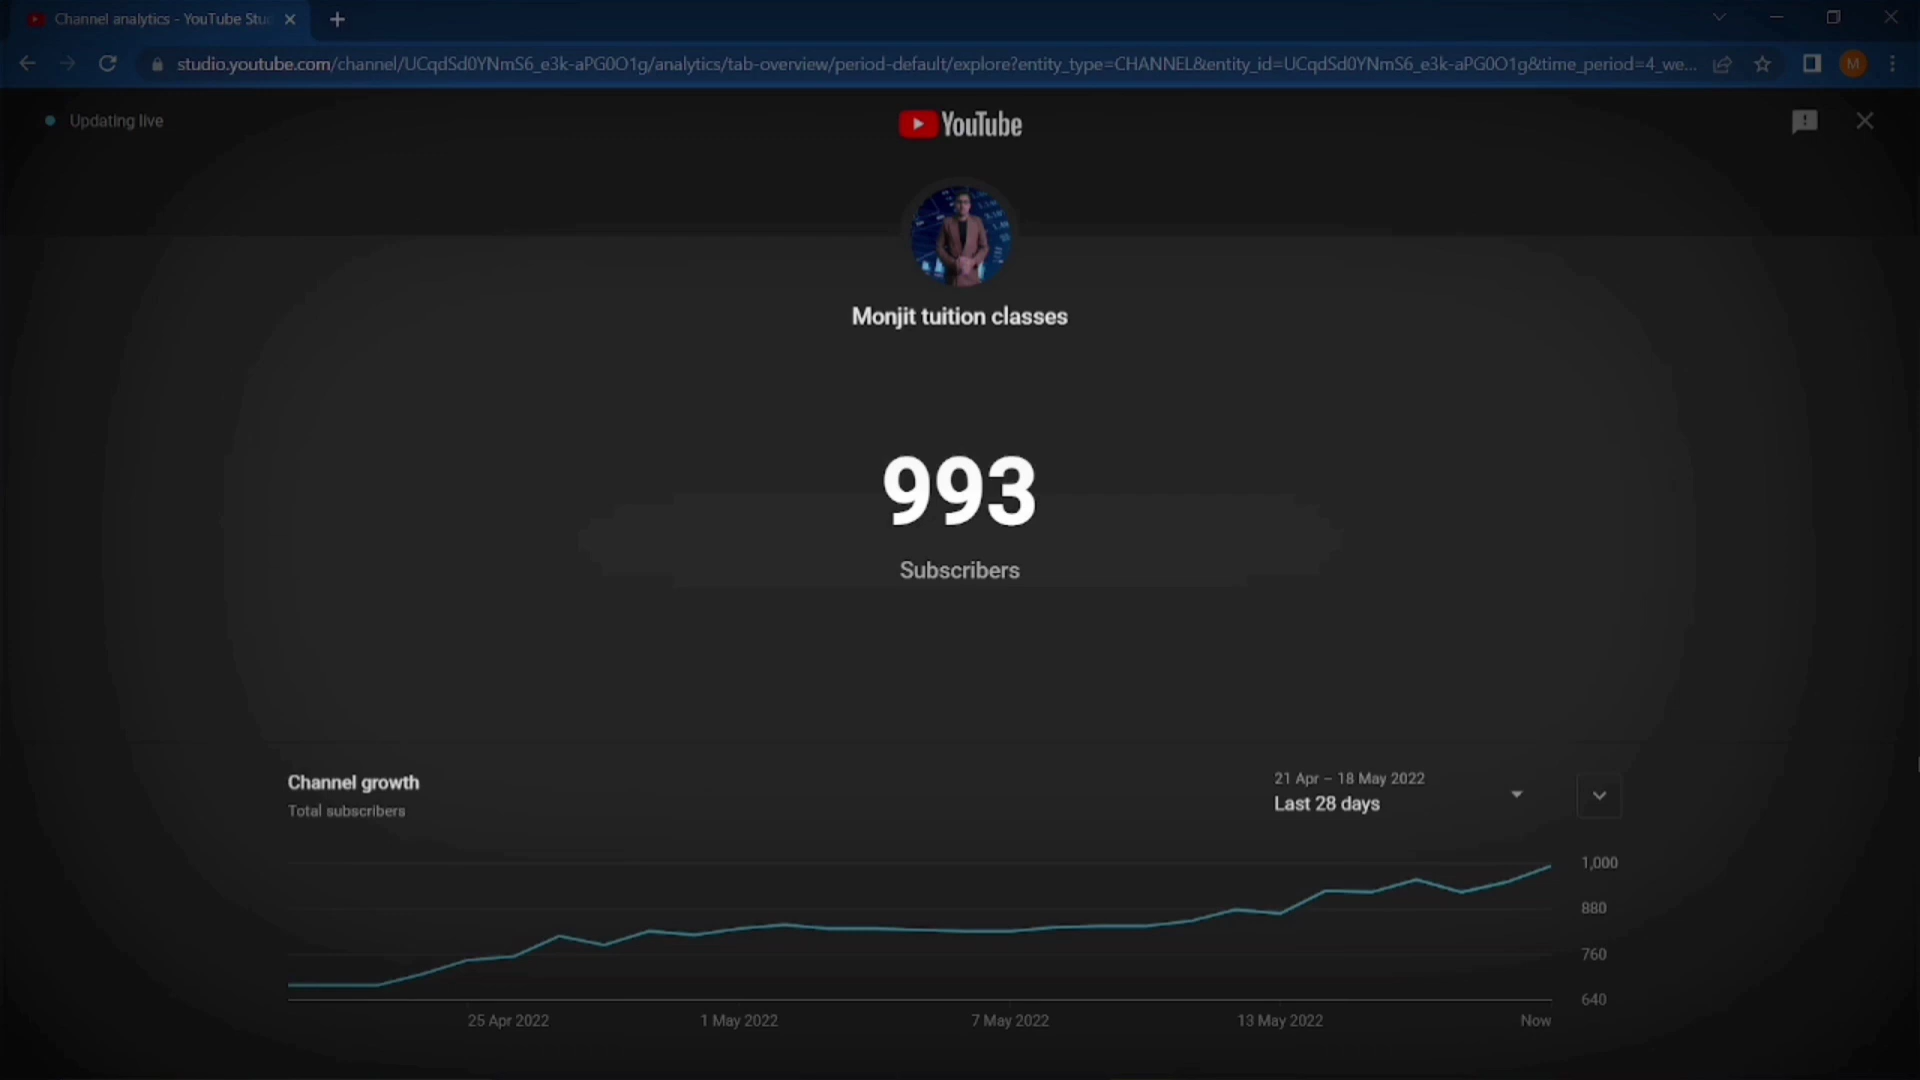 Channel analytics - YouTube Stu
studio.youtube.com/channel/UCqdSd0YNmS6_e3k-aPG0O1g/analytics/tab-overview/period-default/explore?entity_type=CHANNEL&entity_id=UCqdSd0YNmS6_e3k-aPG0O1g&time_period=4_we...
M
Updating live
YouTube
Monjit tuition classes
993
Subscribers
Channel growth
Total subscribers
21 Apr – 18 May 2022
Last 28 days
1,000
880
760
640
25 Apr 2022
1 May 2022
7 May 2022
13 May 2022
Now